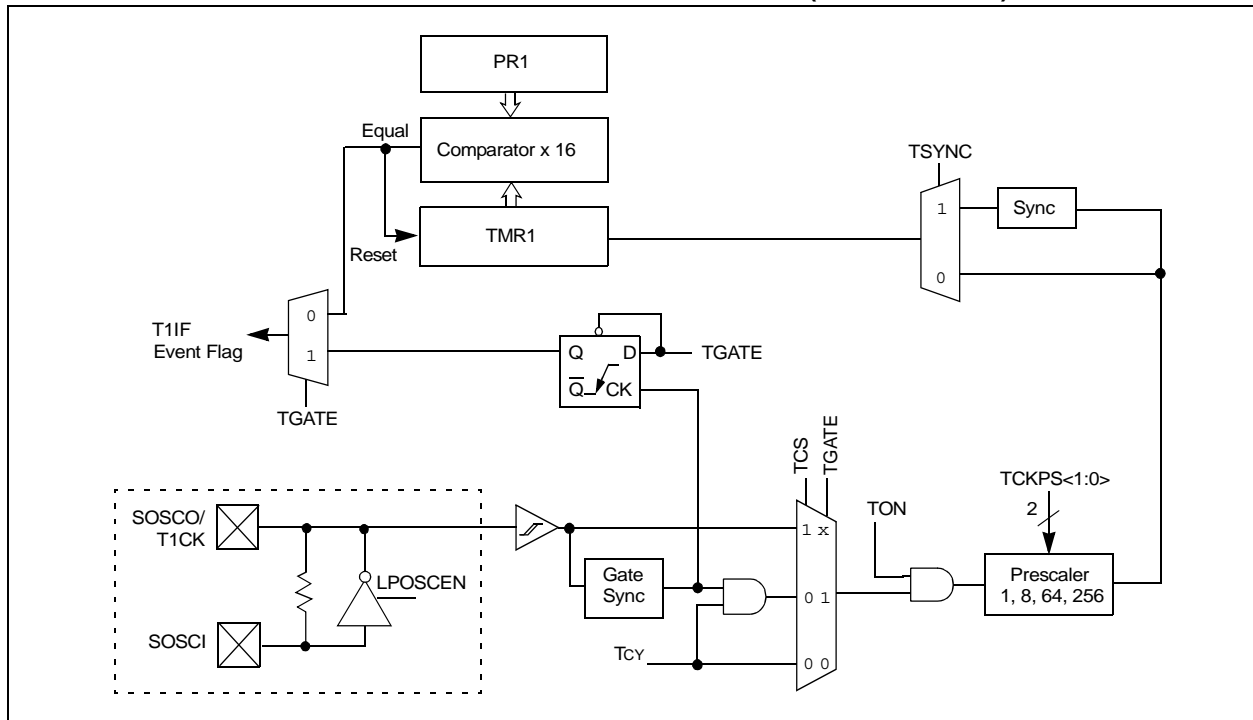 PR1
Equal
Comparator x 16
TSYNC
1
Sync
Reset
TMR1
0
0
T1IF
Event Flag
1
Q
D
TGATE
Q
CK
TGATE
TCS
TGATE
TCKPS<1:0>
2
SOSCO/
T1CK
1 x
TON
LPOSCEN
Gate
Sync
0 1
Prescaler
1, 8, 64, 256
SOSCI
TCY
0 0